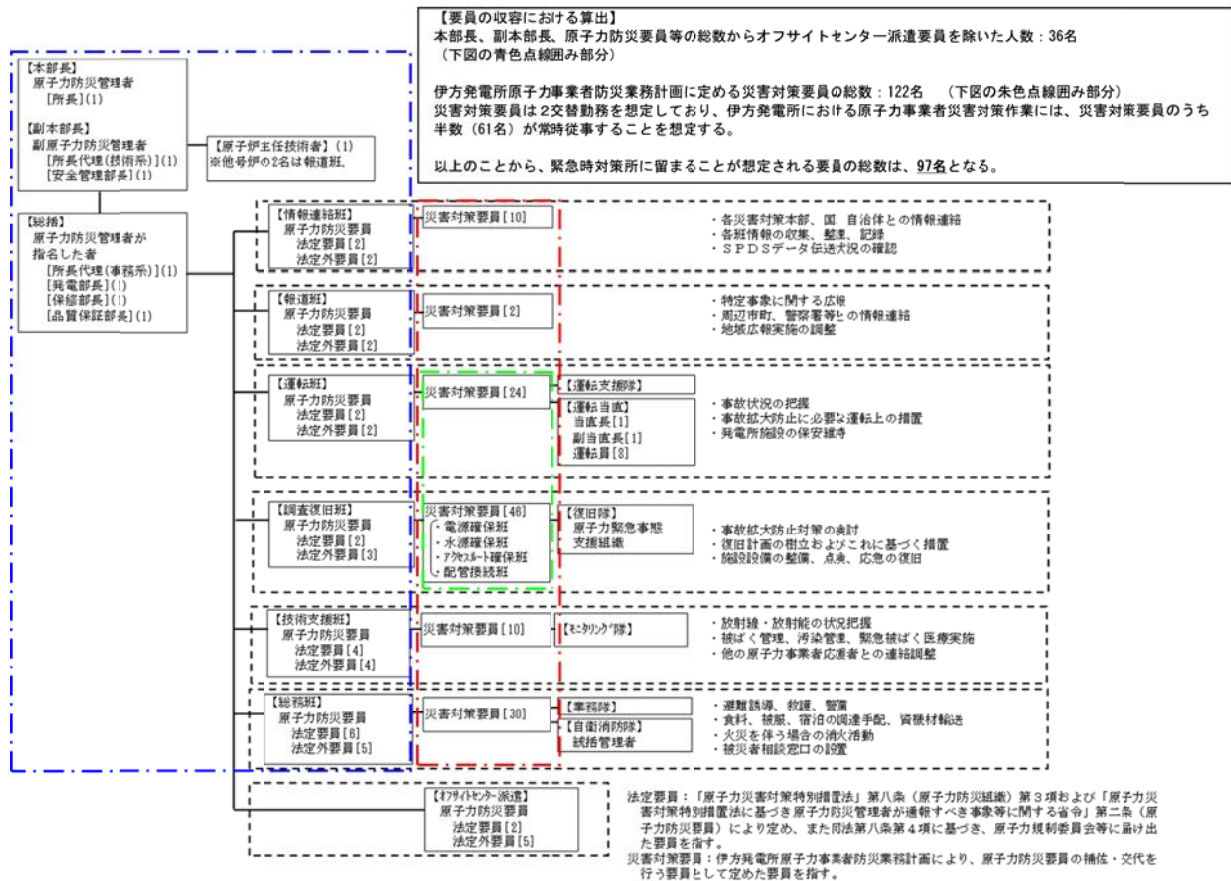 【要員の収容における算出】
本部長、副本部長、原子力防災要員等の総数からオフサイトセンター派遣要員を除いた人数：36名
（下図の青色点線囲み部分）
伊方発電所原子力事業者防災業務計画に定める災害対策要員の総数：122名　（下図の朱色点線囲み部分）
災害対策要員は２交替勤務を想定しており、伊方発電所における原子力事業者災害対策作業には、災害対策要員のうち
半数（61名）が常時従事することを想定する。
以上のことから、緊急時対策所に留まることが想定される要員の総数は、97名となる。
【本部長】
原子力防災管理者
[所長](1)
【副本部長】
副原子力防災管理者
[所長代理(技術系)](1)
[安全管理部長](1)
【原子炉主任技術者】(1)
※他号炉の2名は報道班、
【総括】
原子力防災管理者が
指名した者
[所長代理(事務系)](1)
[発電部長](1)
[保修部長](1)
[品質保証部長](1)
【情報連絡班】
原子力防災要員
法定要員[2]
法定外要員[2]
災害対策要員[10]
・各災害対策本部、国、自治体との情報連絡
・各班情報の収集、整理、記録
・ＳＰＤＳデータ伝送状況の確認
【報道班】
原子力防災要員
法定要員[2]
法定外要員[2]
災害対策要員[2]
・特定事象に関する広報
・周辺市町、警察署等との情報連絡
・地域広報実施の調整
【運転班】
原子力防災要員
法定要員[2]
法定外要員[2]
災害対策要員[24]
【運転支援隊】
【運転当直】
当直長[1]
副当直長[1]
運転員[8]
・事故状況の把握
・事故拡大防止に必要な運転上の措置
・発電所施設の保安維持
【調査復旧班】
原子力防災要員
法定要員[2]
法定外要員[3]
災害対策要員[46]
・電源確保班
・水源確保班
・アクセスルート確保班
・配管接続班
【復旧隊】
原子力緊急事態
支援組織
・事故拡大防止対策の検討
・復旧計画の樹立およびこれに基づく措置
・施設設備の整備、点検、応急の復旧
【技術支援班】
原子力防災要員
法定要員[4]
法定外要員[4]
災害対策要員[10]
【ﾓﾆﾀﾘﾝｸﾞ隊】
・放射線・放射能の状況把握
・被ばく管理、汚染管理、緊急被ばく医療実施
・他の原子力事業者応援者との連絡調整
【総務班】
原子力防災要員
法定要員[6]
法定外要員[5]
災害対策要員[30]
【業務隊】
【自衛消防隊】
統括管理者
・避難誘導、救護、警備
・食料、被服、宿泊の調達手配、資機材輸送
・火災を伴う場合の消火活動
・被災者相談窓口の設置
【ｵﾌｻｲﾄｾﾝﾀｰ派遣】
原子力防災要員
法定要員[2]
法定外要員[5]
法定要員：「原子力災害対策特別措置法」第八条（原子力防災組織）第３項および「原子力災
害対策特別措置法に基づき原子力防災管理者が通報すべき事象等に関する省令」第二条（原
子力防災要員）により定め、また同法第八条第４項に基づき、原子力規制委員会等に届け出
た要員を指す。
災害対策要員：伊方発電所原子力事業者防災業務計画により、原子力防災要員の補佐・交代を
行う要員として定めた要員を指す。